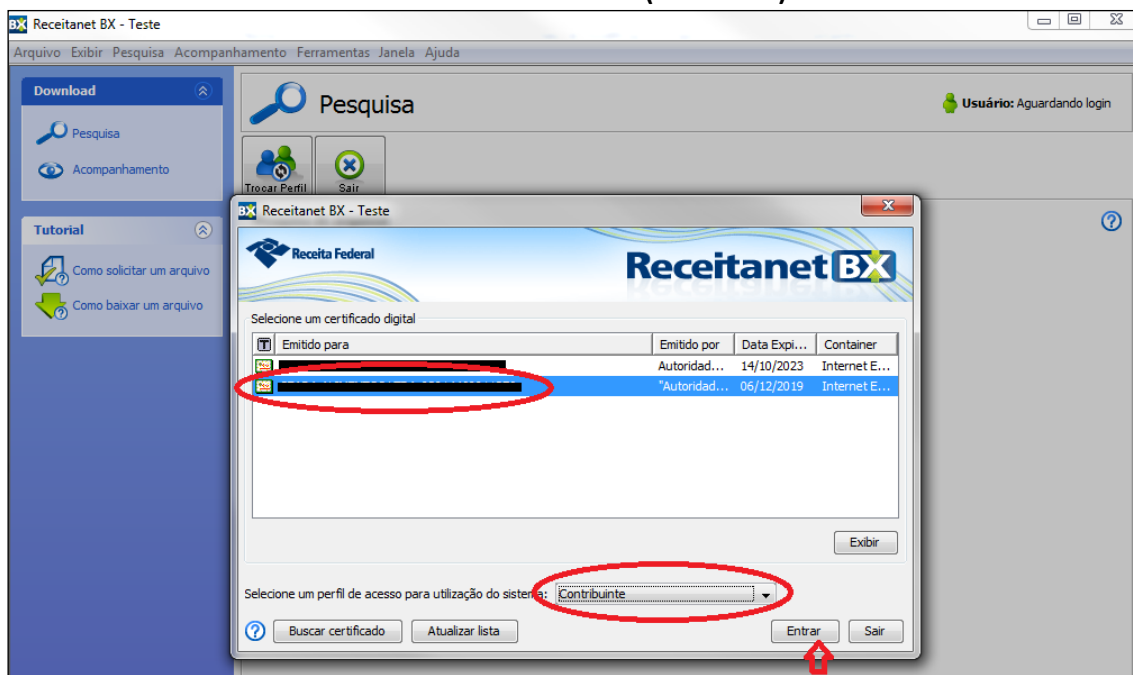 Receitanet BX - Teste
Arquivo Exibir Pesquisa Acompanhamento Ferramentas Janela Ajuda
Download
Pesquisa
Acompanhamento
Tutorial
Como solicitar um arquivo
Como baixar um arquivo
Pesquisa
Usuário: Aguardando login
Trocar Perfil Sair
Receitanet BX - Teste
Receita Federal
Receitanet BX
Selecione um certificado digital
Emitido para Emitido por Data Expi... Container
Autoridad... 14/10/2023 Internet E...
"Autoridad... 06/12/2019 Internet E...
Exibir
Selecione um perfil de acesso para utilização do sistema: Contribuinte
Buscar certificado Atualizar lista Entrar Sair